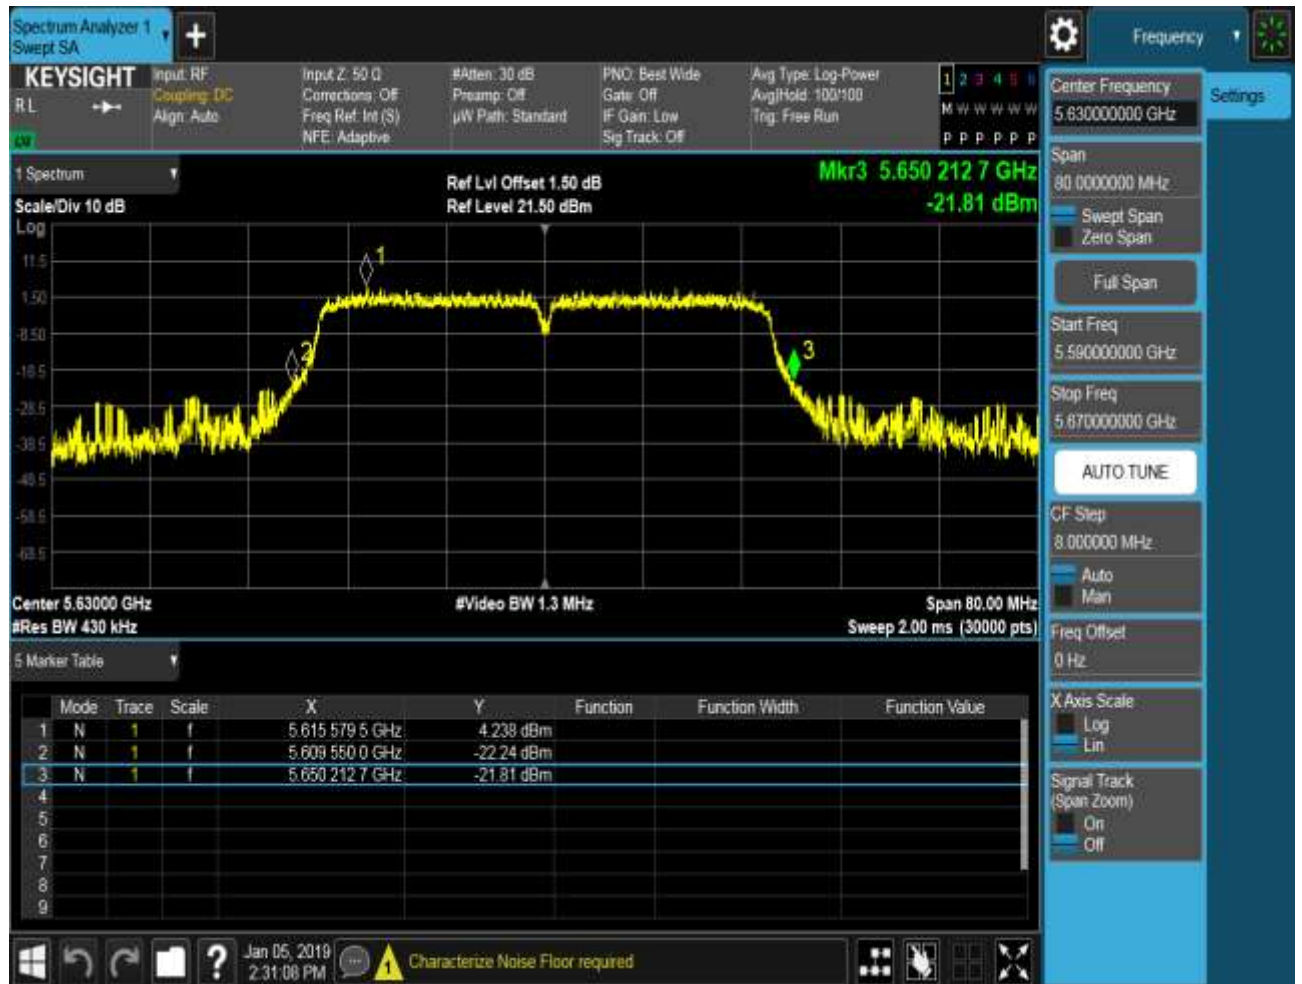 Spectrum Analyzer 1
Swept SA
+
Frequency
KEYSIGHT
RL
Input: RF
Coupling: DC
Align: Auto
Input Z: 50 Ω
Corrections: Off
Freq Ref: Int (S)
NFE: Adaptive
#Atten: 30 dB
Preamp: Off
µW Path: Standard
PNO: Best Wide
Gate: Off
IF Gain: Low
Sig Track: Off
Avg Type: Log-Power
Avg|Hold: 100/100
Trig: Free Run
1 2 3 4 5 6
M W W W W W
P P P P P P
1 Spectrum
Scale/Div 10 dB
Log
Ref Lvl Offset 1.50 dB
Ref Level 21.50 dBm
Mkr3 5.650 212 7 GHz
-21.81 dBm
11.5
1.50
-8.50
-18.5
-28.5
-38.5
-48.5
-58.5
-68.5
1
2
3
Center 5.63000 GHz
#Video BW 1.3 MHz
Span 80.00 MHz
#Res BW 430 kHz
Sweep 2.00 ms (30000 pts)
5 Marker Table
Mode Trace Scale X Y Function Function Width Function Value
1 N 1 f 5.615 579 5 GHz 4.238 dBm
2 N 1 f 5.609 550 0 GHz -22.24 dBm
3 N 1 f 5.650 212 7 GHz -21.81 dBm
4
5
6
7
8
9
Center Frequency
5.630000000 GHz
Settings
Span
80.0000000 MHz
Swept Span
Zero Span
Full Span
Start Freq
5.590000000 GHz
Stop Freq
5.670000000 GHz
AUTO TUNE
CF Step
8.000000 MHz
Auto
Man
Freq Offset
0 Hz
X Axis Scale
Log
Lin
Signal Track
(Span Zoom)
On
Off
?
Jan 05, 2019
2:31:08 PM
1
Characterize Noise Floor required